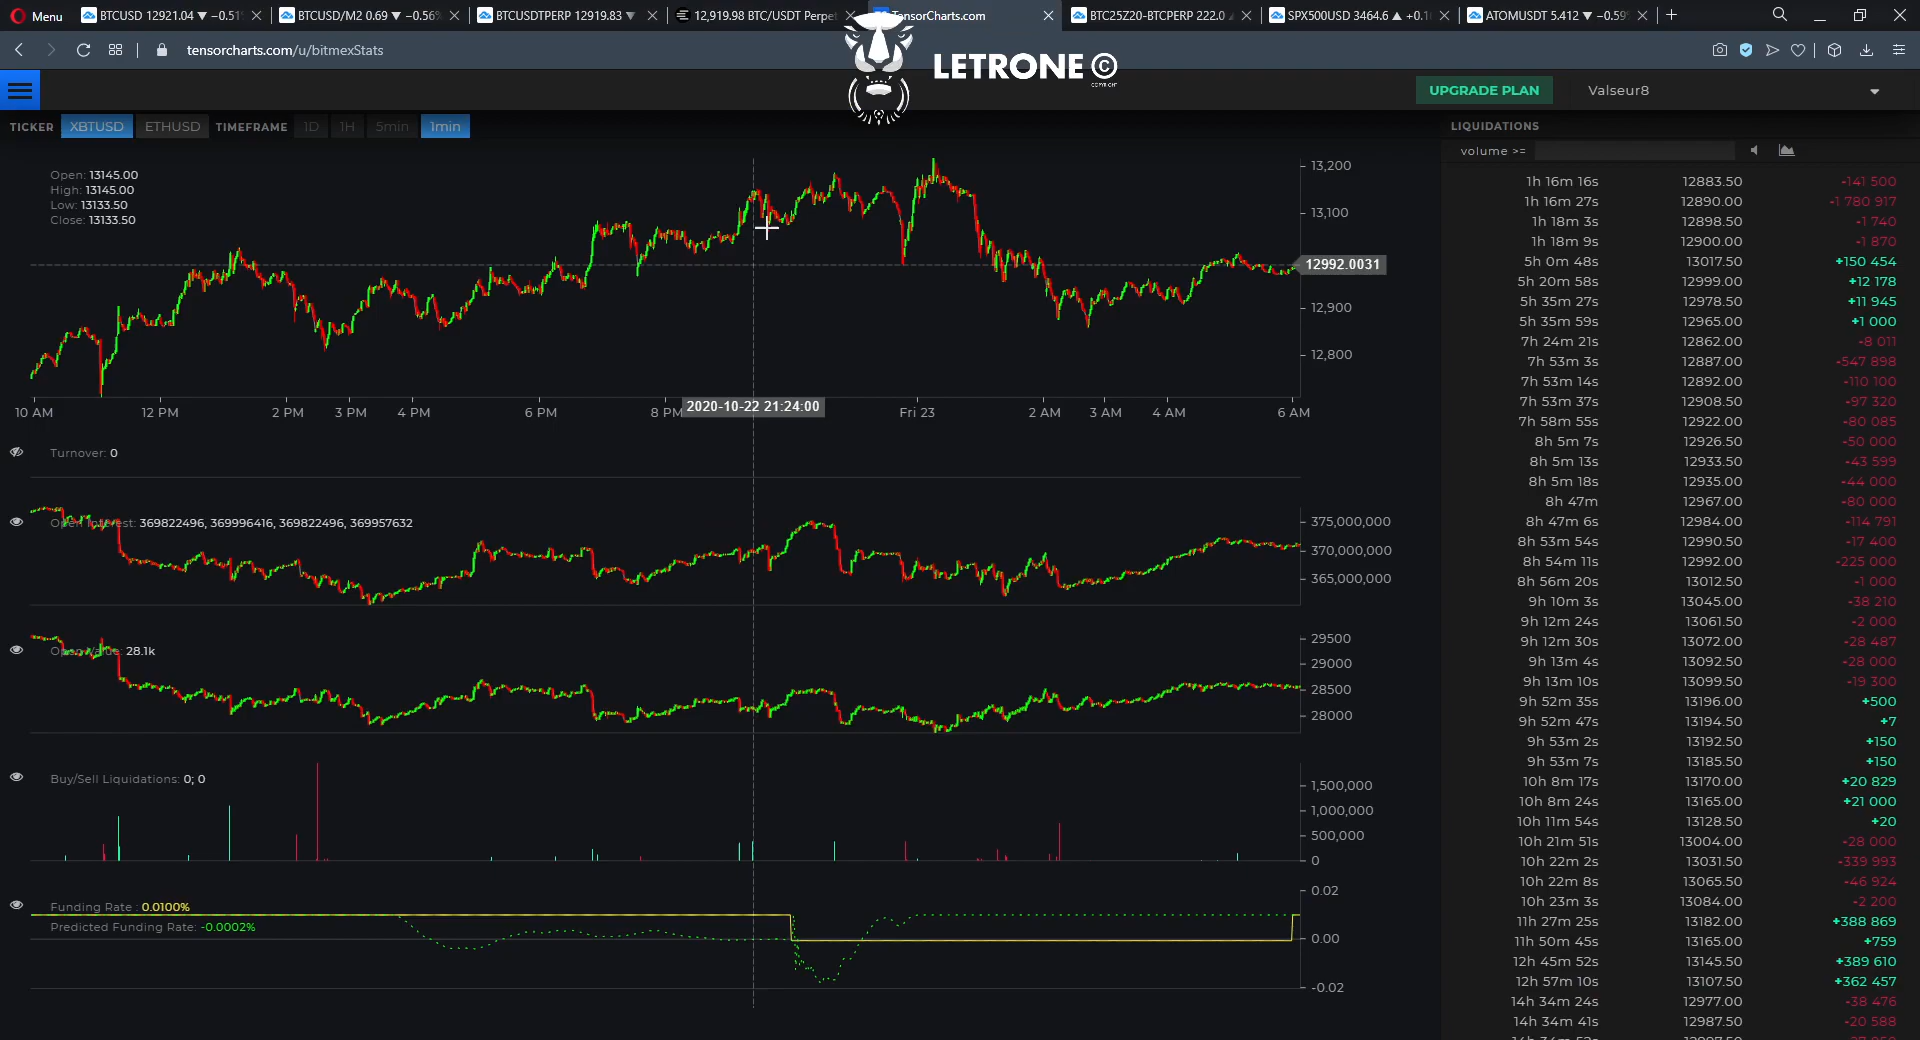 Menu
BTCUSD 12921.04 ▼ −0.51
BTCUSD/M2 0.69 ▼ −0.56%
BTCUSDTPERP 12919.83 ▼
12,919.98 BTC/USDT Perpet
TensorCharts.com
BTC25Z20-BTCPERP 222.0
SPX500USD 3464.6 ▲ +0.1
ATOMUSDT 5.412 ▼ −0.59
tensorcharts.com/u/bitmexStats
LETRONE ©
COPYRIGHT
UPGRADE PLAN
Valseur8
TICKER XBTUSD ETHUSD TIMEFRAME 1D 1H 5min 1min
Open: 13145.00
High: 13145.00
Low: 13133.50
Close: 13133.50
13,200
13,100
12992.0031
12,900
12,800
10 AM 12 PM 2 PM 3 PM 4 PM 6 PM 8 PM 2020-10-22 21:24:00 Fri 23 2 AM 3 AM 4 AM 6 AM
Turnover: 0
Open Interest: 369822496, 369996416, 369822496, 369957632
375,000,000
370,000,000
365,000,000
Open Value: 28.1k
29500
29000
28500
28000
Buy/Sell Liquidations: 0; 0
1,500,000
1,000,000
500,000
0
Funding Rate : 0.0100%
Predicted Funding Rate: -0.0002%
0.02
0.00
-0.02
LIQUIDATIONS
volume >=
1h 16m 16s 12883.50 -141 500
1h 16m 27s 12890.00 -1 780 917
1h 18m 3s 12898.50 -1 740
1h 18m 9s 12900.00 -1 870
5h 0m 48s 13017.50 +150 454
5h 20m 58s 12999.00 +12 178
5h 35m 27s 12978.50 +11 945
5h 35m 59s 12965.00 +1 000
7h 24m 21s 12862.00 -8 011
7h 53m 3s 12887.00 -547 898
7h 53m 14s 12892.00 -110 100
7h 53m 37s 12908.50 -97 320
7h 58m 55s 12922.00 -80 085
8h 5m 7s 12926.50 -50 000
8h 5m 13s 12933.50 -43 599
8h 5m 18s 12935.00 -44 000
8h 47m 12967.00 -80 000
8h 47m 6s 12984.00 -114 791
8h 53m 54s 12990.50 -17 400
8h 54m 11s 12992.00 -225 000
8h 56m 20s 13012.50 -1 000
9h 10m 3s 13045.00 -38 210
9h 12m 24s 13061.50 -2 000
9h 12m 30s 13072.00 -28 487
9h 13m 4s 13092.50 -28 000
9h 13m 10s 13099.50 -19 300
9h 52m 35s 13196.00 +500
9h 52m 47s 13194.50 +7
9h 53m 2s 13192.50 +150
9h 53m 7s 13185.50 +150
10h 8m 17s 13170.00 +20 829
10h 8m 24s 13165.00 +21 000
10h 11m 54s 13128.50 +20
10h 21m 51s 13004.00 -28 000
10h 22m 2s 13031.50 -339 993
10h 22m 8s 13065.50 -46 924
10h 23m 3s 13084.00 -2 200
11h 27m 25s 13182.00 +388 869
11h 50m 45s 13165.00 +759
12h 45m 52s 13145.50 +389 610
12h 57m 10s 13107.50 +362 457
14h 34m 24s 12977.00 -38 476
14h 34m 41s 12987.50 -20 588